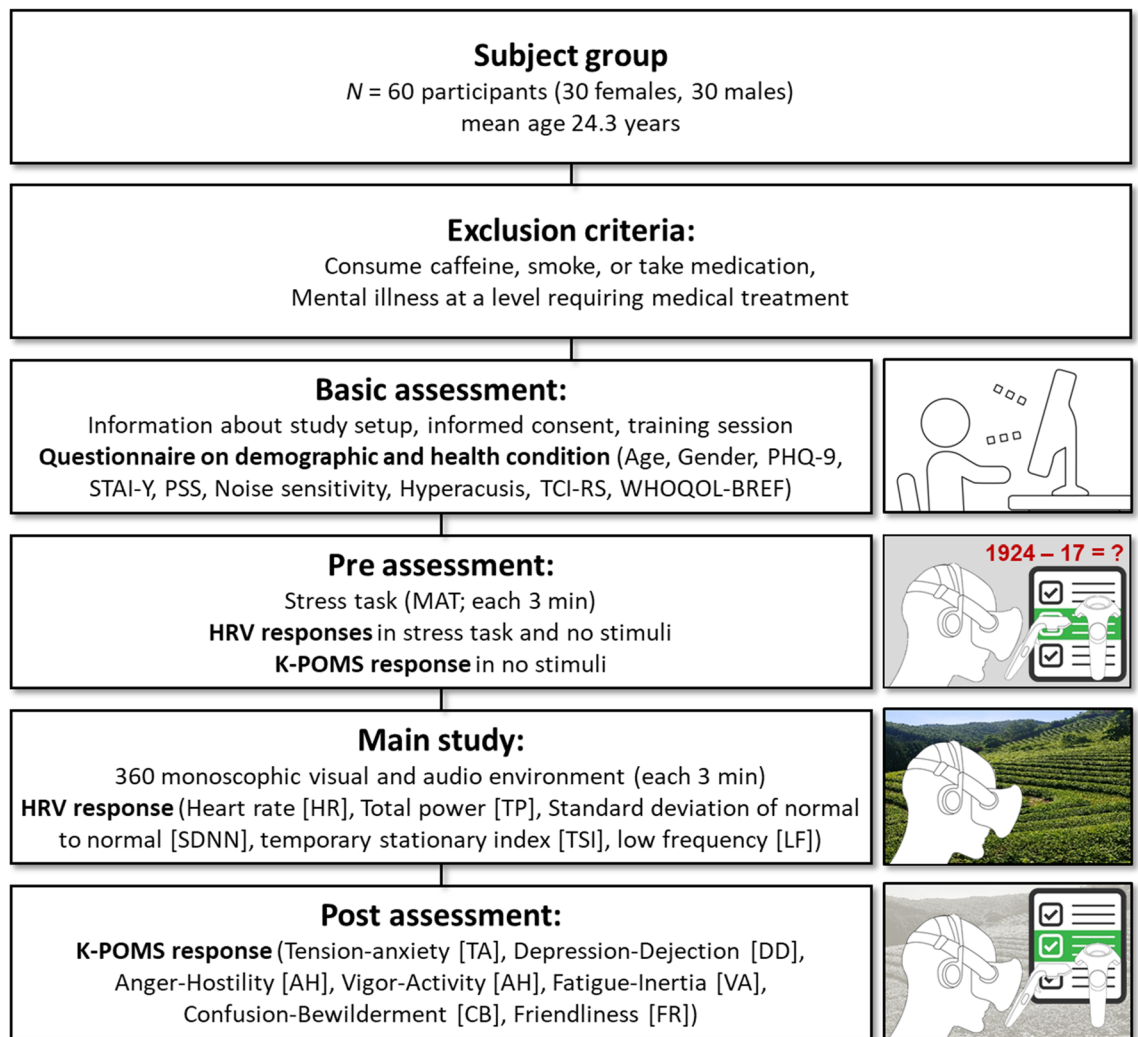 Subject group
N = 60 participants (30 females, 30 males)
mean age 24.3 years
Exclusion criteria:
Consume caffeine, smoke, or take medication,
Mental illness at a level requiring medical treatment
Basic assessment:
Information about study setup, informed consent, training session
Questionnaire on demographic and health condition (Age, Gender, PHQ-9,
STAI-Y, PSS, Noise sensitivity, Hyperacusis, TCI-RS, WHOQOL-BREF)
Pre assessment:
Stress task (MAT; each 3 min)
HRV responses in stress task and no stimuli
K-POMS response in no stimuli
1924 – 17 = ?
Main study:
360 monoscophic visual and audio environment (each 3 min)
HRV response (Heart rate [HR], Total power [TP], Standard deviation of normal
to normal [SDNN], temporary stationary index [TSI], low frequency [LF])
Post assessment:
K-POMS response (Tension-anxiety [TA], Depression-Dejection [DD],
Anger-Hostility [AH], Vigor-Activity [AH], Fatigue-Inertia [VA],
Confusion-Bewilderment [CB], Friendliness [FR])